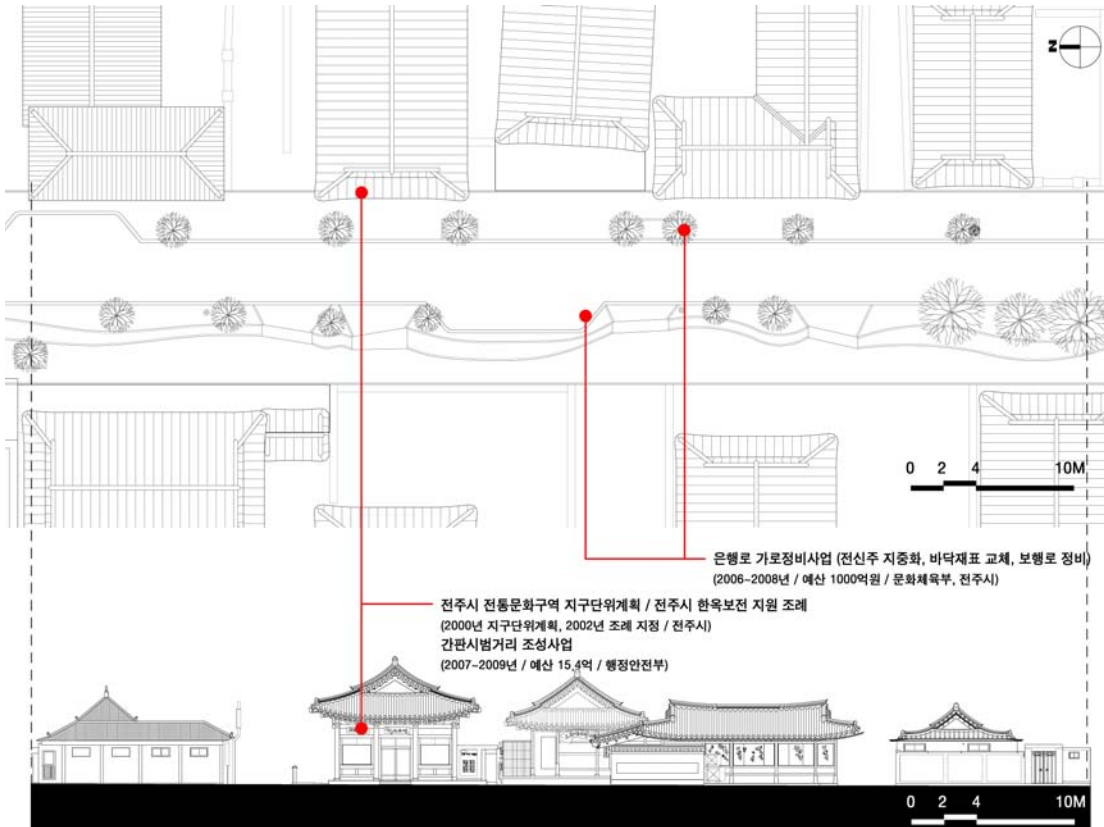 N
0 2 4 10M
은행로 가로정비사업 (전신주 지중화, 바닥재표 교체, 보행로 정비)
(2006~2008년 / 예산 1000억원 / 문화체육부, 전주시)
전주시 전통문화구역 지구단위계획 / 전주시 한옥보전 지원 조례
(2000년 지구단위계획, 2002년 조례 지정 / 전주시)
간판시범거리 조성사업
(2007~2009년 / 예산 15.4억 / 행정안전부)
0 2 4 10M